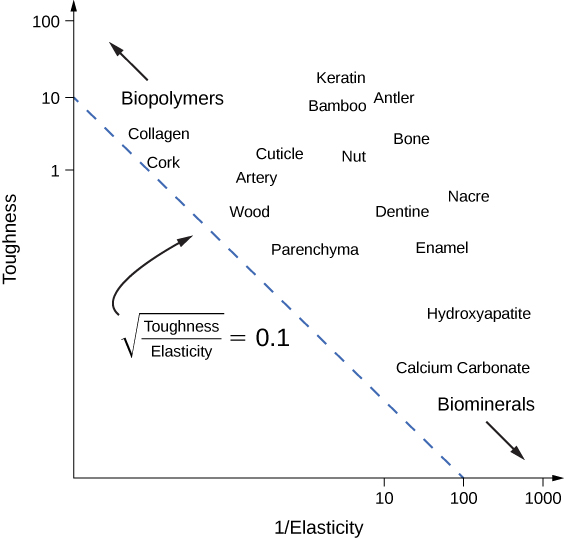 100
Keratin
Biopolymers
10
Antler
Bamboo
Collagen
Bone
Cork
Cuticle
Nut
1
Artery
Nacre
Wood
Dentine
Toughness
Parenchyma
Enamel
Hydroxyapatite
√(Toughness/Elasticity) = 0.1
Calcium Carbonate
Biominerals
10
100
1000
1/Elasticity